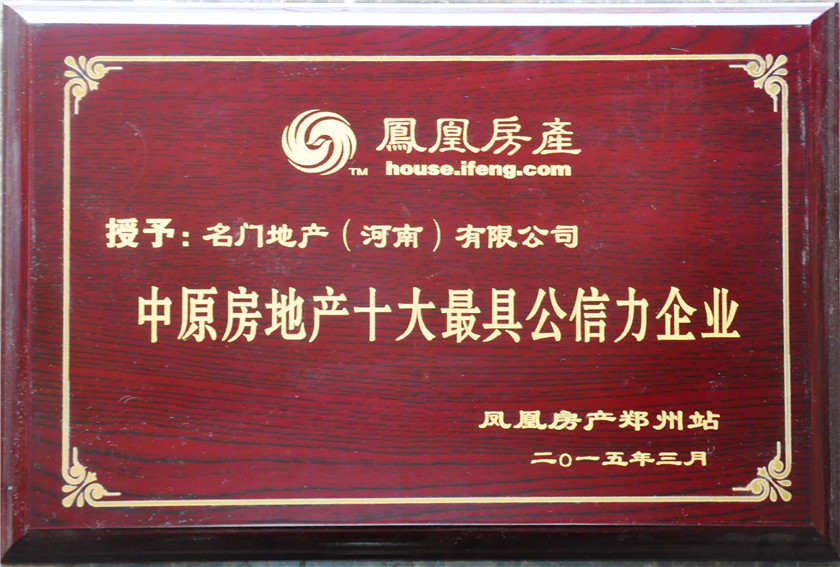 鳳凰房產
TM house.ifeng.com
授予：名门地产（河南）有限公司
中原房地产十大最具公信力企业
凤凰房产郑州站
二〇一五年三月